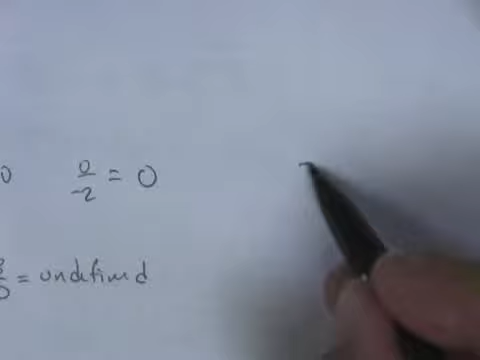 0   0/-2 = 0
/0 = undefined